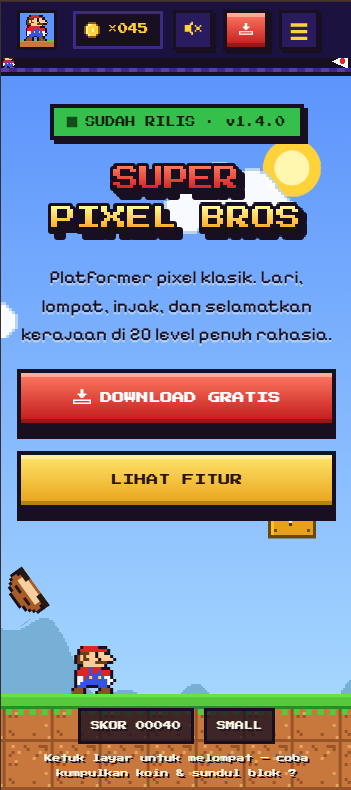 ×045
SUDAH RILIS · v1.4.0
SUPER
PIXEL BROS
Platformer pixel klasik. Lari,
lompat, injak, dan selamatkan
kerajaan di 20 level penuh rahasia.
DOWNLOAD GRATIS
LIHAT FITUR
SKOR 00040
SMALL
Ketuk layar untuk melompat — coba
kumpulkan koin & sundul blok ?